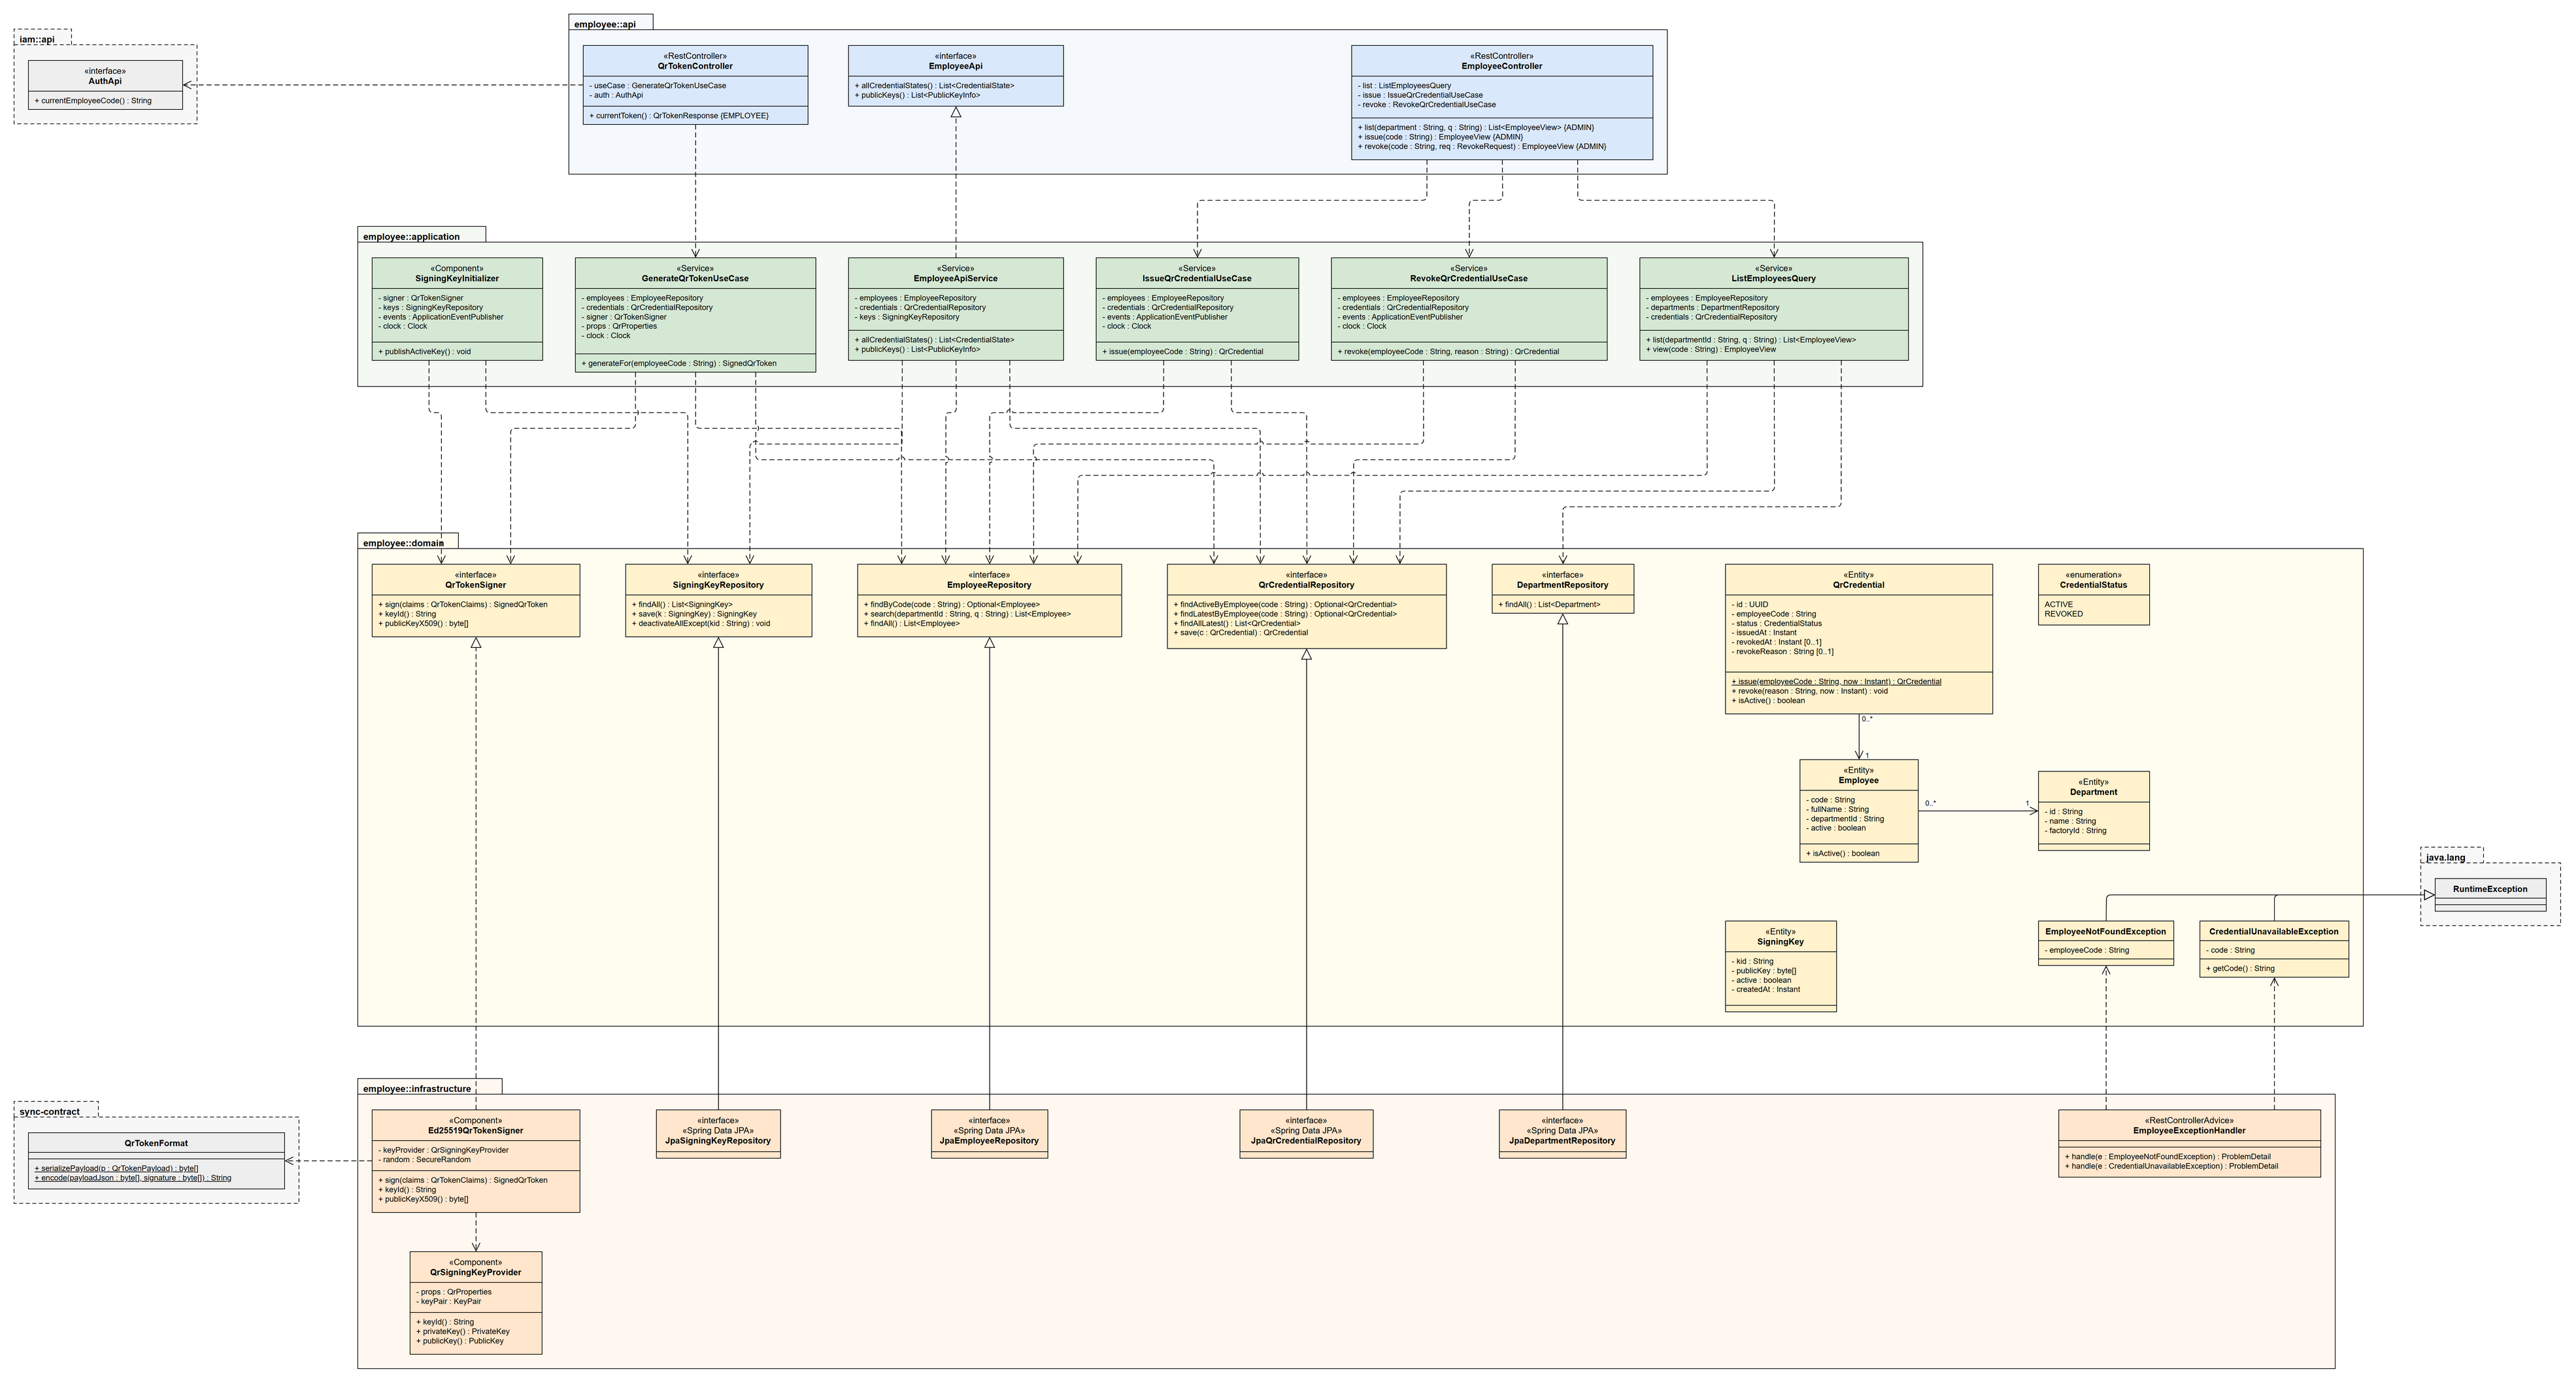 employee::api
iam::api
«interface»
AuthApi
+ currentEmployeeCode() : String
«RestController»
QrTokenController
- useCase : GenerateQrTokenUseCase
- auth : AuthApi
+ currentToken() : QrTokenResponse {EMPLOYEE}
«interface»
EmployeeApi
+ allCredentialStates() : List<CredentialState>
+ publicKeys() : List<PublicKeyInfo>
«RestController»
EmployeeController
- list : ListEmployeesQuery
- issue : IssueQrCredentialUseCase
- revoke : RevokeQrCredentialUseCase
+ list(department : String, q : String) : List<EmployeeView> {ADMIN}
+ issue(code : String) : EmployeeView {ADMIN}
+ revoke(code : String, req : RevokeRequest) : EmployeeView {ADMIN}
employee::application
«Component»
SigningKeyInitializer
- signer : QrTokenSigner
- keys : SigningKeyRepository
- events : ApplicationEventPublisher
- clock : Clock
+ publishActiveKey() : void
«Service»
GenerateQrTokenUseCase
- employees : EmployeeRepository
- credentials : QrCredentialRepository
- signer : QrTokenSigner
- props : QrProperties
- clock : Clock
+ generateFor(employeeCode : String) : SignedQrToken
«Service»
EmployeeApiService
- employees : EmployeeRepository
- credentials : QrCredentialRepository
- keys : SigningKeyRepository
+ allCredentialStates() : List<CredentialState>
+ publicKeys() : List<PublicKeyInfo>
«Service»
IssueQrCredentialUseCase
- employees : EmployeeRepository
- credentials : QrCredentialRepository
- events : ApplicationEventPublisher
- clock : Clock
+ issue(employeeCode : String) : QrCredential
«Service»
RevokeQrCredentialUseCase
- employees : EmployeeRepository
- credentials : QrCredentialRepository
- events : ApplicationEventPublisher
- clock : Clock
+ revoke(employeeCode : String, reason : String) : QrCredential
«Service»
ListEmployeesQuery
- employees : EmployeeRepository
- departments : DepartmentRepository
- credentials : QrCredentialRepository
+ list(departmentId : String, q : String) : List<EmployeeView>
+ view(code : String) : EmployeeView
employee::domain
«interface»
QrTokenSigner
+ sign(claims : QrTokenClaims) : SignedQrToken
+ keyId() : String
+ publicKeyX509() : byte[]
«interface»
SigningKeyRepository
+ findAll() : List<SigningKey>
+ save(k : SigningKey) : SigningKey
+ deactivateAllExcept(kid : String) : void
«interface»
EmployeeRepository
+ findByCode(code : String) : Optional<Employee>
+ search(departmentId : String, q : String) : List<Employee>
+ findAll() : List<Employee>
«interface»
QrCredentialRepository
+ findActiveByEmployee(code : String) : Optional<QrCredential>
+ findLatestByEmployee(code : String) : Optional<QrCredential>
+ findAllLatest() : List<QrCredential>
+ save(c : QrCredential) : QrCredential
«interface»
DepartmentRepository
+ findAll() : List<Department>
«Entity»
QrCredential
- id : UUID
- employeeCode : String
- status : CredentialStatus
- issuedAt : Instant
- revokedAt : Instant [0..1]
- revokeReason : String [0..1]
+ issue(employeeCode : String, now : Instant) : QrCredential
+ revoke(reason : String, now : Instant) : void
+ isActive() : boolean
«enumeration»
CredentialStatus
ACTIVE
REVOKED
0..*
1
«Entity»
Employee
- code : String
- fullName : String
- departmentId : String
- active : boolean
+ isActive() : boolean
0..*
1
«Entity»
Department
- id : String
- name : String
- factoryId : String
java.lang
RuntimeException
«Entity»
SigningKey
- kid : String
- publicKey : byte[]
- active : boolean
- createdAt : Instant
EmployeeNotFoundException
- employeeCode : String
CredentialUnavailableException
- code : String
+ getCode() : String
employee::infrastructure
sync-contract
QrTokenFormat
+ serializePayload(p : QrTokenPayload) : byte[]
+ encode(payloadJson : byte[], signature : byte[]) : String
«Component»
Ed25519QrTokenSigner
- keyProvider : QrSigningKeyProvider
- random : SecureRandom
+ sign(claims : QrTokenClaims) : SignedQrToken
+ keyId() : String
+ publicKeyX509() : byte[]
«interface»
«Spring Data JPA»
JpaSigningKeyRepository
«interface»
«Spring Data JPA»
JpaEmployeeRepository
«interface»
«Spring Data JPA»
JpaQrCredentialRepository
«interface»
«Spring Data JPA»
JpaDepartmentRepository
«RestControllerAdvice»
EmployeeExceptionHandler
+ handle(e : EmployeeNotFoundException) : ProblemDetail
+ handle(e : CredentialUnavailableException) : ProblemDetail
«Component»
QrSigningKeyProvider
- props : QrProperties
- keyPair : KeyPair
+ keyId() : String
+ privateKey() : PrivateKey
+ publicKey() : PublicKey